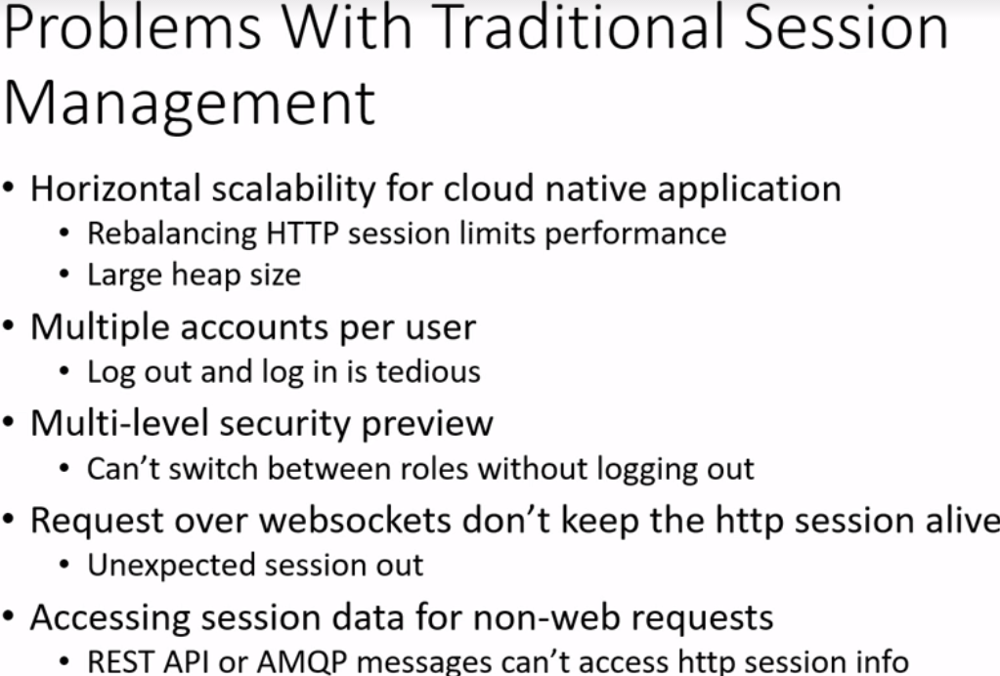 Problems With Traditional Session
Management
• Horizontal scalability for cloud native application
• Rebalancing HTTP session limits performance
• Large heap size
• Multiple accounts per user
• Log out and log in is tedious
• Multi-level security preview
• Can't switch between roles without logging out
• Request over websockets don't keep the http session alive
• Unexpected session out
• Accessing session data for non-web requests
• REST API or AMQP messages can't access http session info